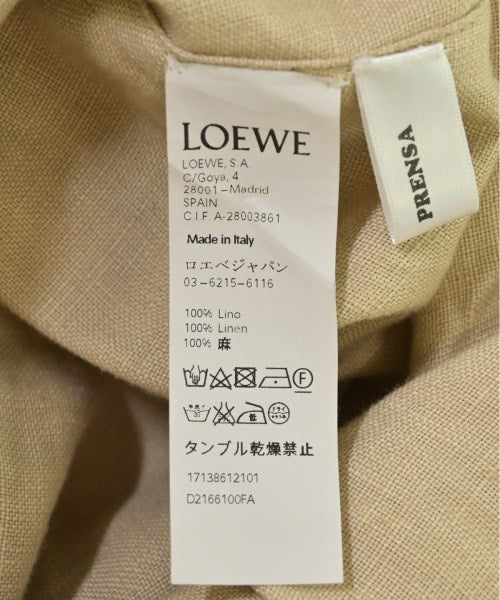 LOEWE
LOEWE, S.A.
C/Goya, 4
28001-Madrid
SPAIN
C.I.F. A-28003861
Made in Italy
ロエベジャパン
03-6215-6116
100% Lino
100% Linen
100% 麻
F
タンブル乾燥禁止
17138612101
D2166100FA
PRENSA